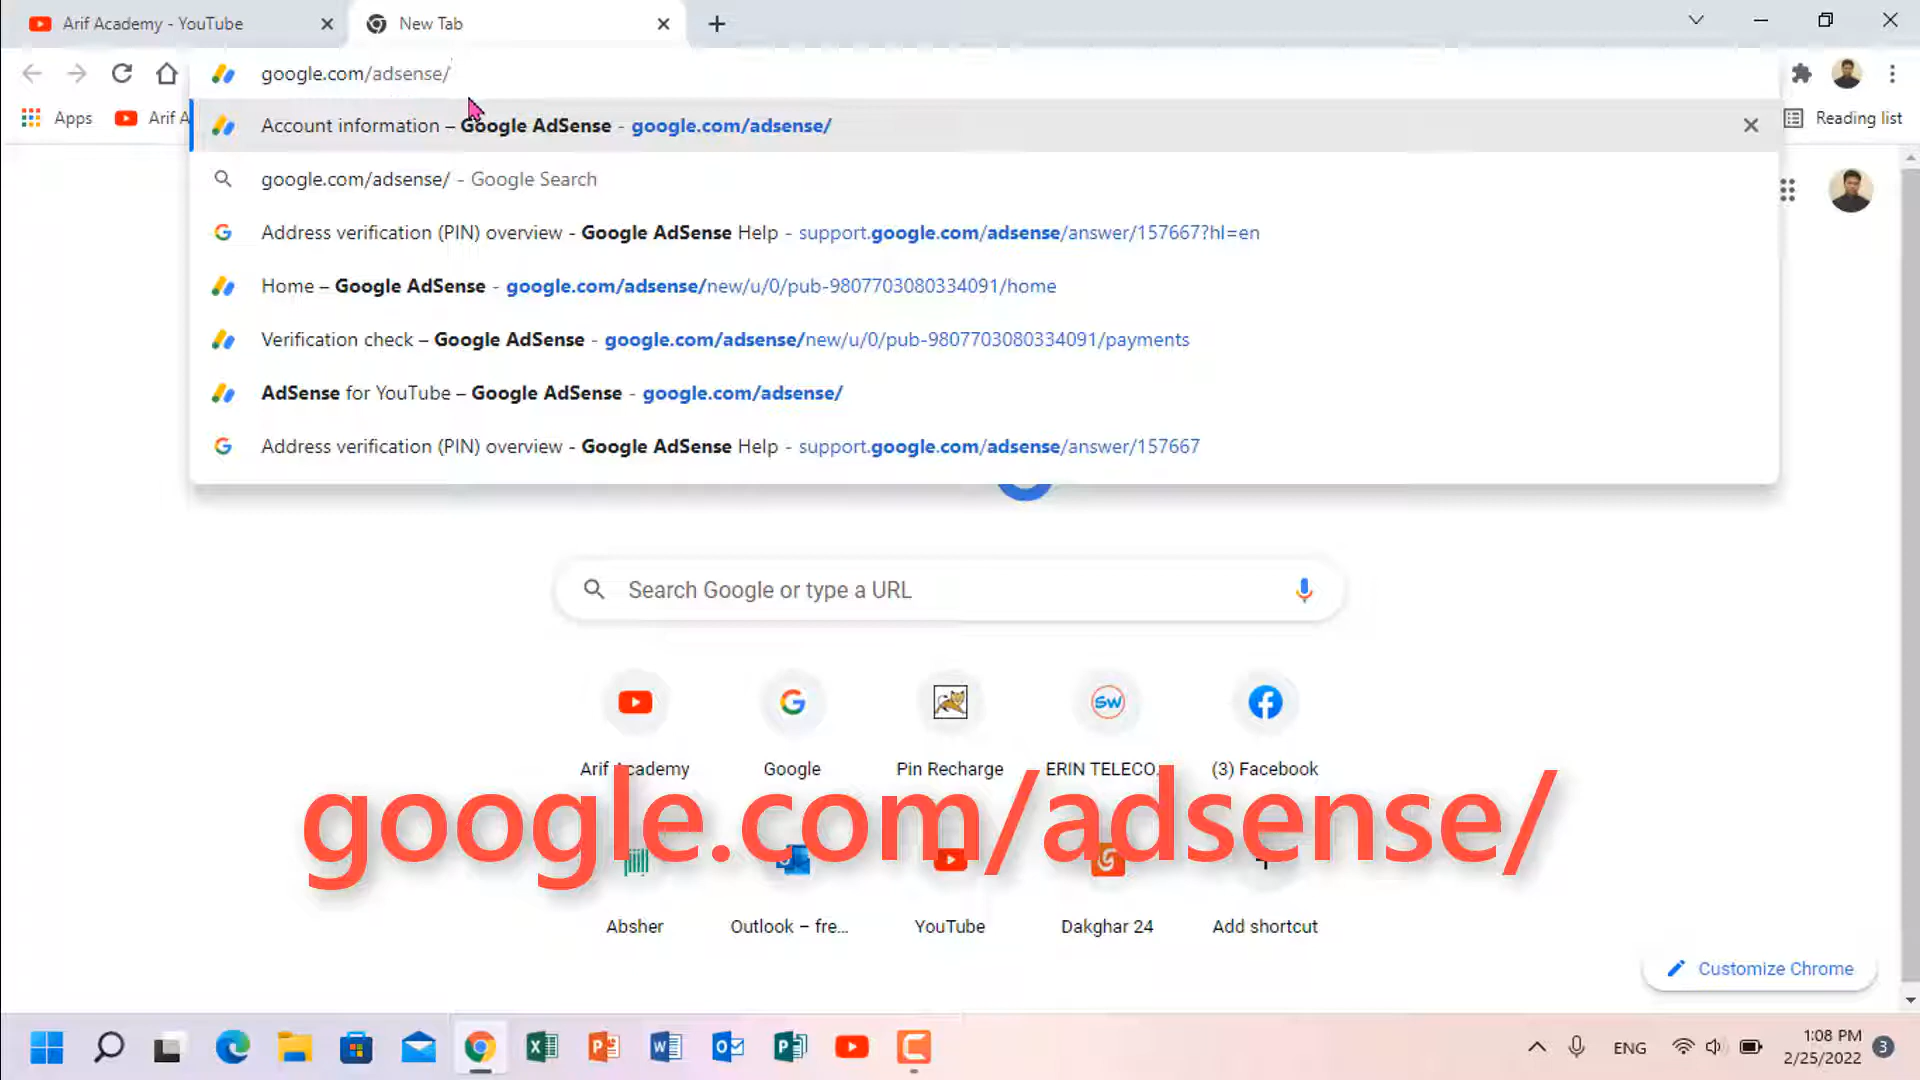 Arif Academy - YouTube
New Tab
google.com/adsense/
Apps
Arif A
Reading list
Account information – Google AdSense - google.com/adsense/
google.com/adsense/ - Google Search
Address verification (PIN) overview - Google AdSense Help - support.google.com/adsense/answer/157667?hl=en
Home – Google AdSense - google.com/adsense/new/u/0/pub-9807703080334091/home
Verification check – Google AdSense - google.com/adsense/new/u/0/pub-9807703080334091/payments
AdSense for YouTube – Google AdSense - google.com/adsense/
Address verification (PIN) overview - Google AdSense Help - support.google.com/adsense/answer/157667
Search Google or type a URL
SW
Arif Academy
Google
Pin Recharge
ERIN TELECO
(3) Facebook
google.com/adsense/
Absher
Outlook – fre...
YouTube
Dakghar 24
Add shortcut
Customize Chrome
ENG
1:08 PM
2/25/2022
3